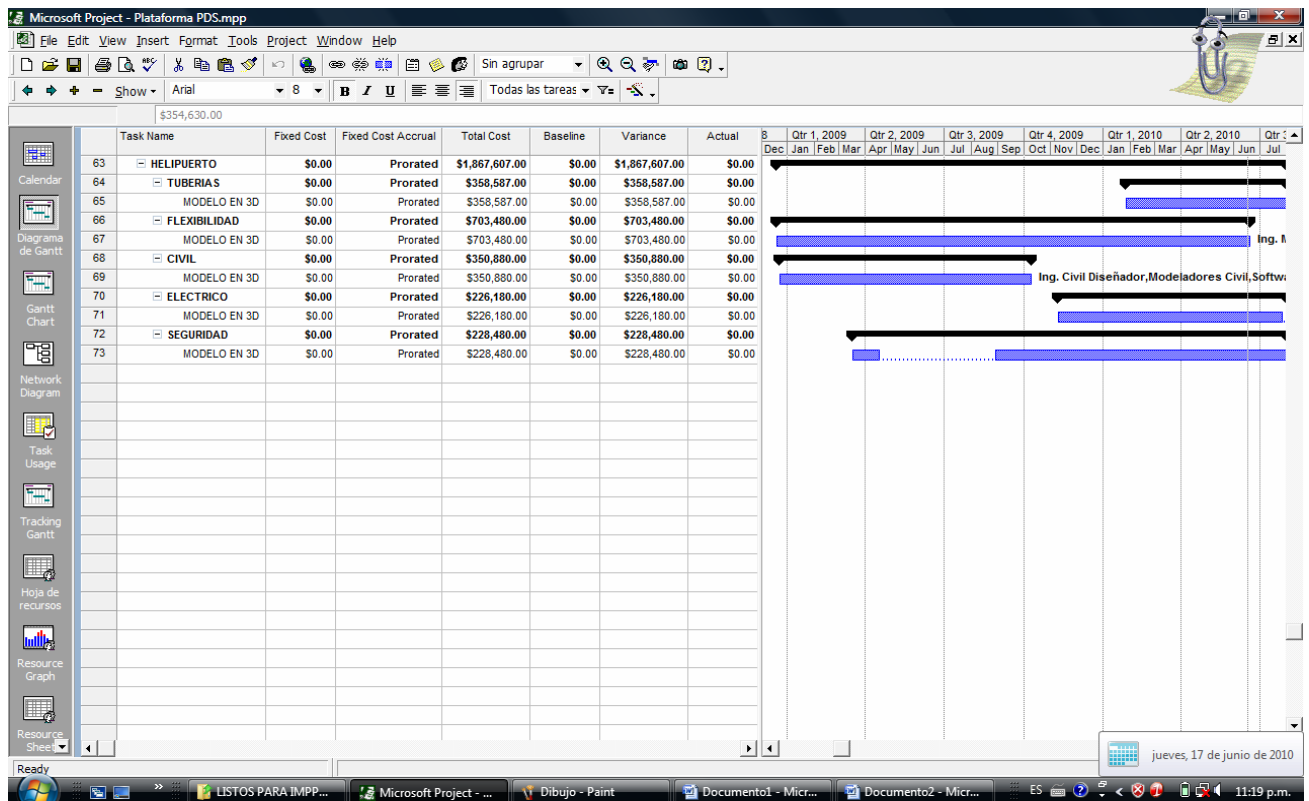 Microsoft Project - Plataforma PDS.mpp
File Edit View Insert Format Tools Project Window Help
Sin agrupar
Show Arial 8 B I U Todas las tareas
$354,630.00
Task Name Fixed Cost Fixed Cost Accrual Total Cost Baseline Variance Actual
8 Qtr 1, 2009 Qtr 2, 2009 Qtr 3, 2009 Qtr 4, 2009 Qtr 1, 2010 Qtr 2, 2010 Qtr 3
Dec Jan Feb Mar Apr May Jun Jul Aug Sep Oct Nov Dec Jan Feb Mar Apr May Jun Jul
63 HELIPUERTO $0.00 Prorated $1,867,607.00 $0.00 $1,867,607.00 $0.00
64 TUBERIAS $0.00 Prorated $358,587.00 $0.00 $358,587.00 $0.00
65 MODELO EN 3D $0.00 Prorated $358,587.00 $0.00 $358,587.00 $0.00
66 FLEXIBILIDAD $0.00 Prorated $703,480.00 $0.00 $703,480.00 $0.00
67 MODELO EN 3D $0.00 Prorated $703,480.00 $0.00 $703,480.00 $0.00 Ing.
68 CIVIL $0.00 Prorated $350,880.00 $0.00 $350,880.00 $0.00
69 MODELO EN 3D $0.00 Prorated $350,880.00 $0.00 $350,880.00 $0.00 Ing. Civil Diseñador,Modeladores Civil,Softwa
70 ELECTRICO $0.00 Prorated $226,180.00 $0.00 $226,180.00 $0.00
71 MODELO EN 3D $0.00 Prorated $226,180.00 $0.00 $226,180.00 $0.00
72 SEGURIDAD $0.00 Prorated $228,480.00 $0.00 $228,480.00 $0.00
73 MODELO EN 3D $0.00 Prorated $228,480.00 $0.00 $228,480.00 $0.00
Calendar
Diagrama
de Gantt
Gantt
Chart
Network
Diagram
Task
Usage
Tracking
Gantt
Hoja de
recursos
Resource
Graph
Resource
Sheet
jueves, 17 de junio de 2010
Ready
LISTOS PARA IMPP... Microsoft Project - ... Dibujo - Paint Documento1 - Micr... Documento2 - Micr... ES 11:19 p.m.